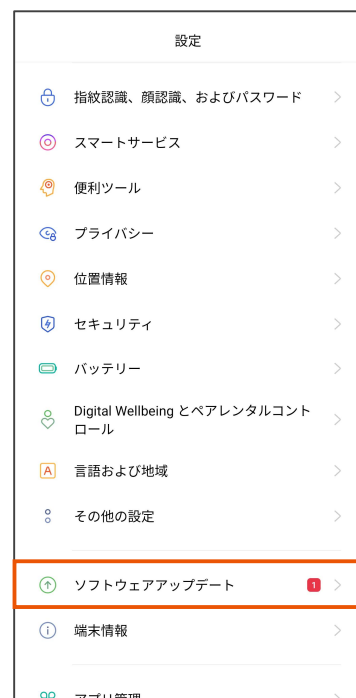 設定
指紋認識、顔認識、およびパスワード
スマートサービス
便利ツール
プライバシー
位置情報
セキュリティ
バッテリー
Digital Wellbeing とペアレンタルコント
ロール
A 言語および地域
その他の設定
ソフトウェアアップデート 1
端末情報
アプリ管理